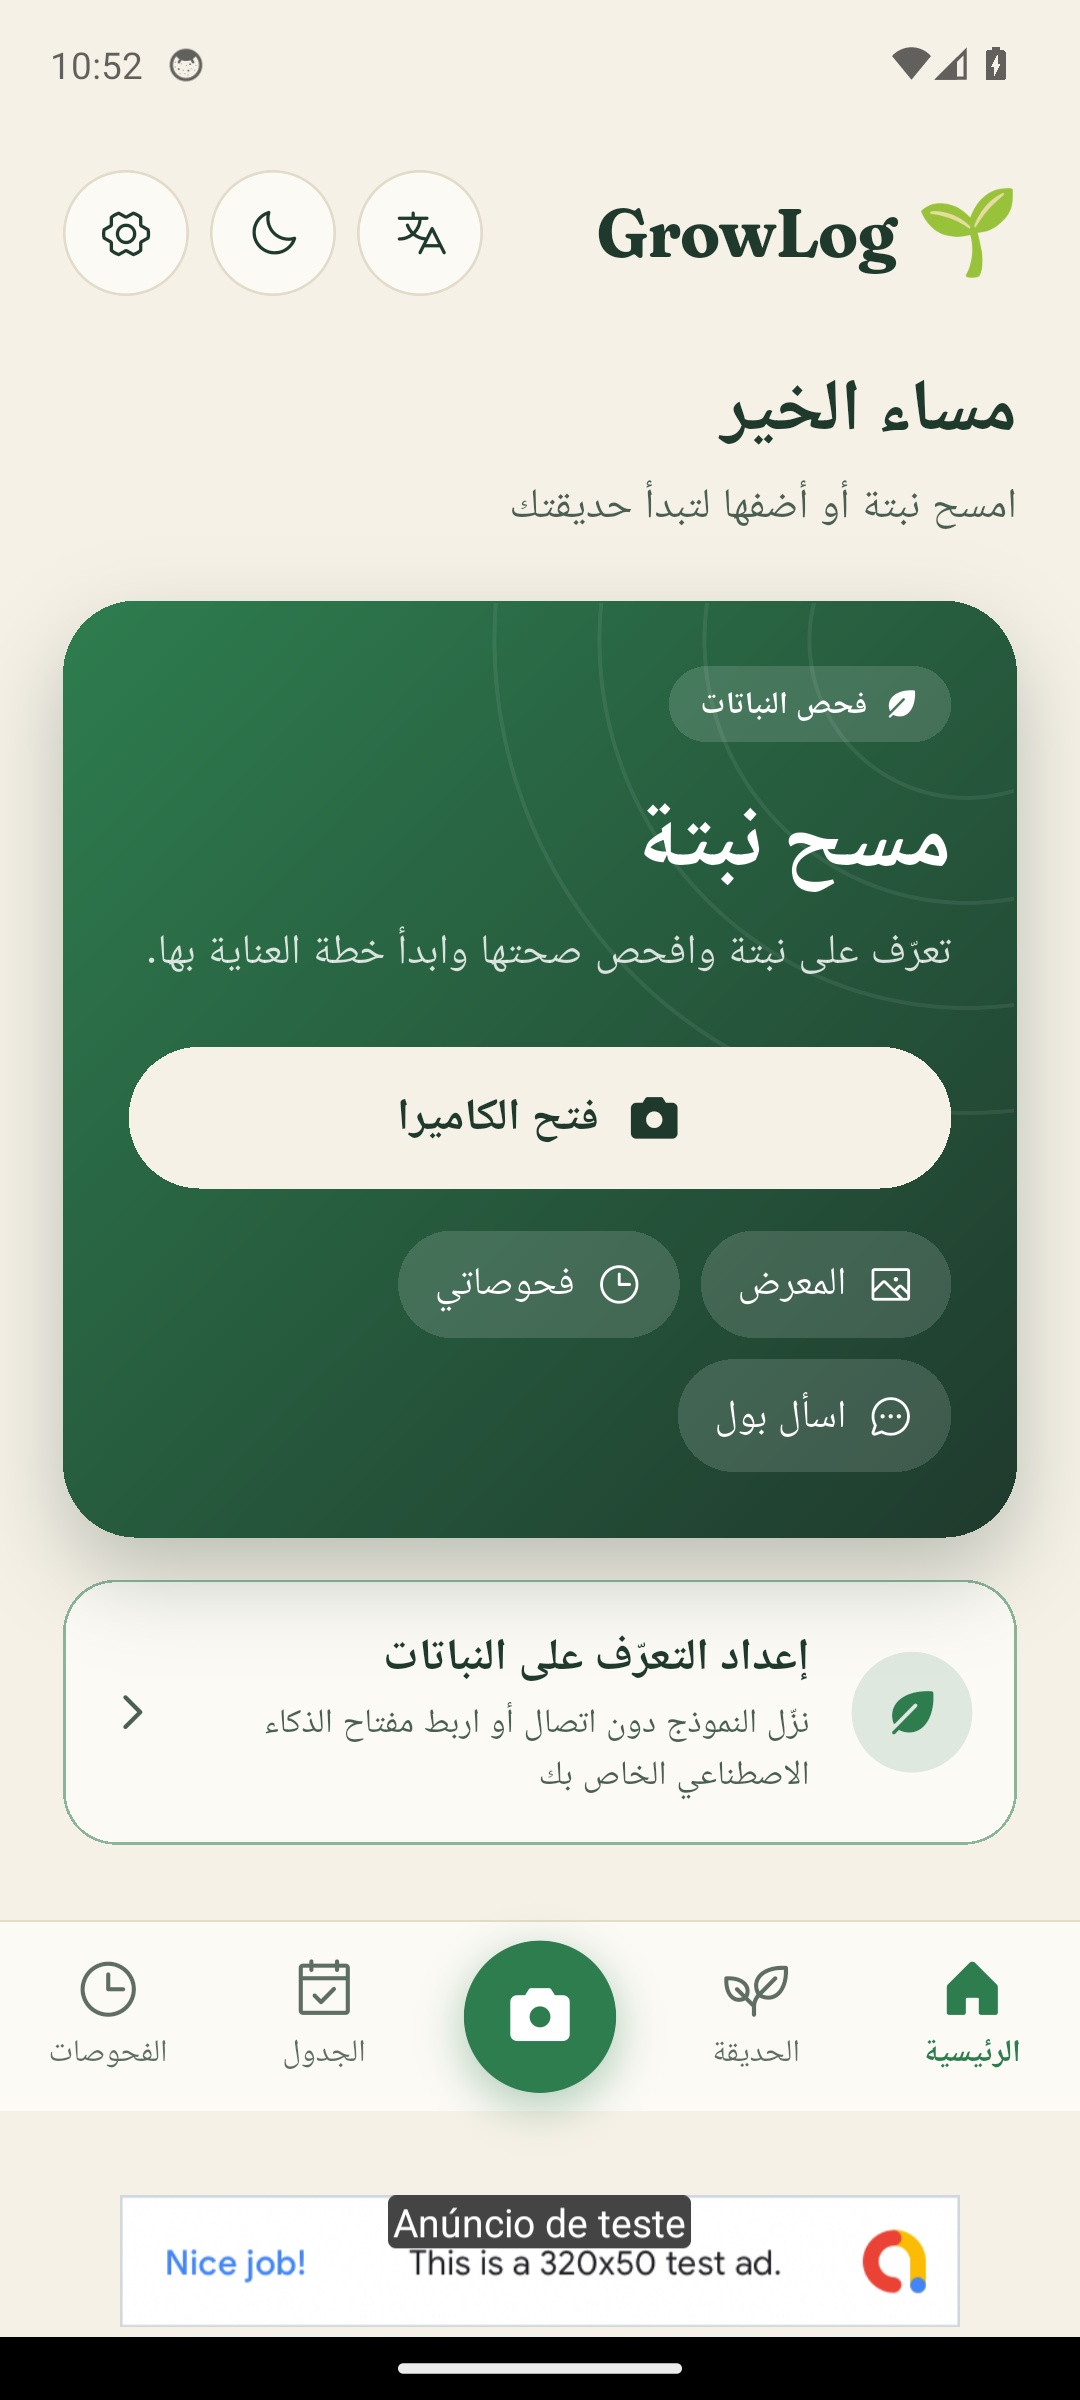 10:52
GrowLog
مساء الخير
امسح نبتة أو أضفها لتبدأ حديقتك
فحص النباتات
مسح نبتة
تعرّف على نبتة وافحص صحتها وابدأ خطة العناية بها.
فتح الكاميرا
المعرض
فحوصاتي
اسأل بول
إعداد التعرّف على النباتات
نزّل النموذج دون اتصال أو اربط مفتاح الذكاء
الاصطناعي الخاص بك
الرئيسية
الحديقة
الجدول
الفحوصات
Anúncio de teste
Nice job!
This is a 320x50 test ad.